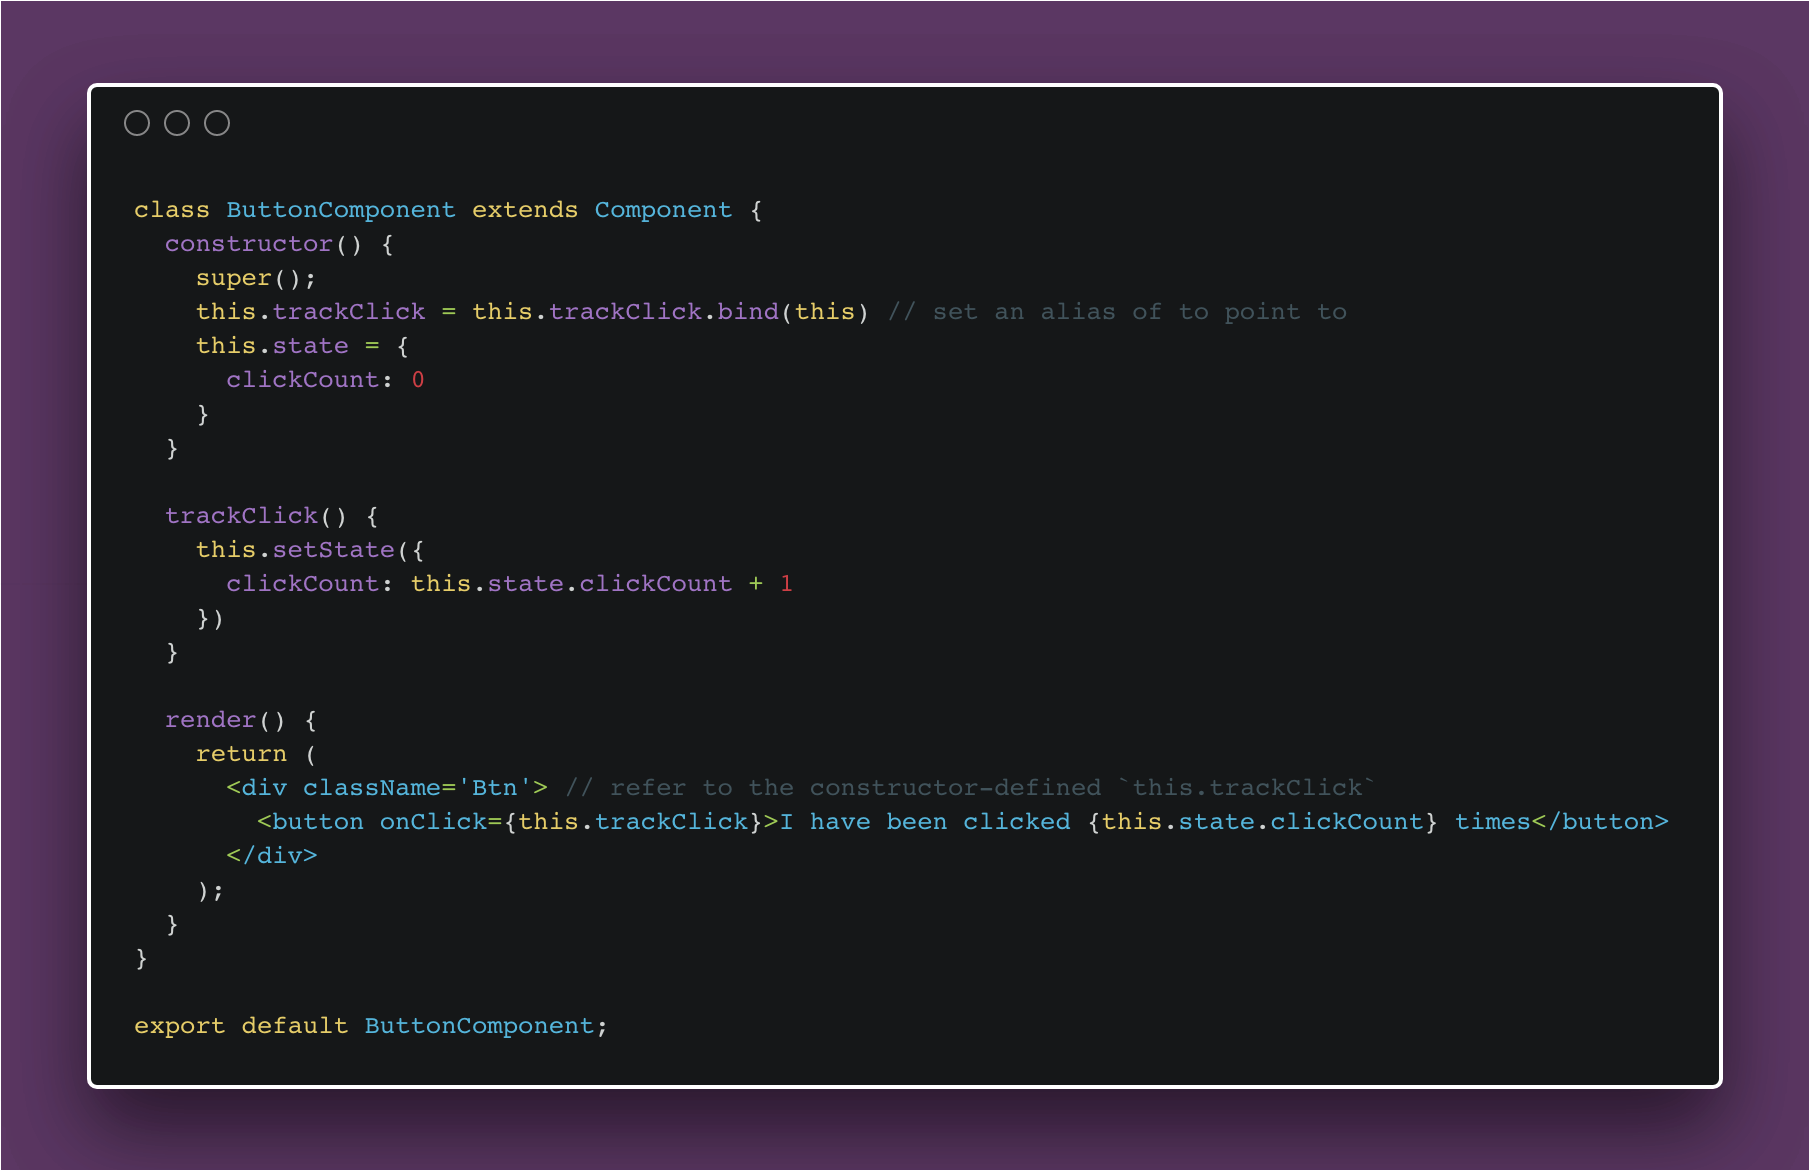 class ButtonComponent extends Component {
  constructor() {
    super();
    this.trackClick = this.trackClick.bind(this) // set an alias of to point to
    this.state = {
      clickCount: 0
    }
  }

  trackClick() {
    this.setState({
      clickCount: this.state.clickCount + 1
    })
  }

  render() {
    return (
      <div className='Btn'> // refer to the constructor-defined `this.trackClick`
        <button onClick={this.trackClick}>I have been clicked {this.state.clickCount} times</button>
      </div>
    );
  }
}

export default ButtonComponent;